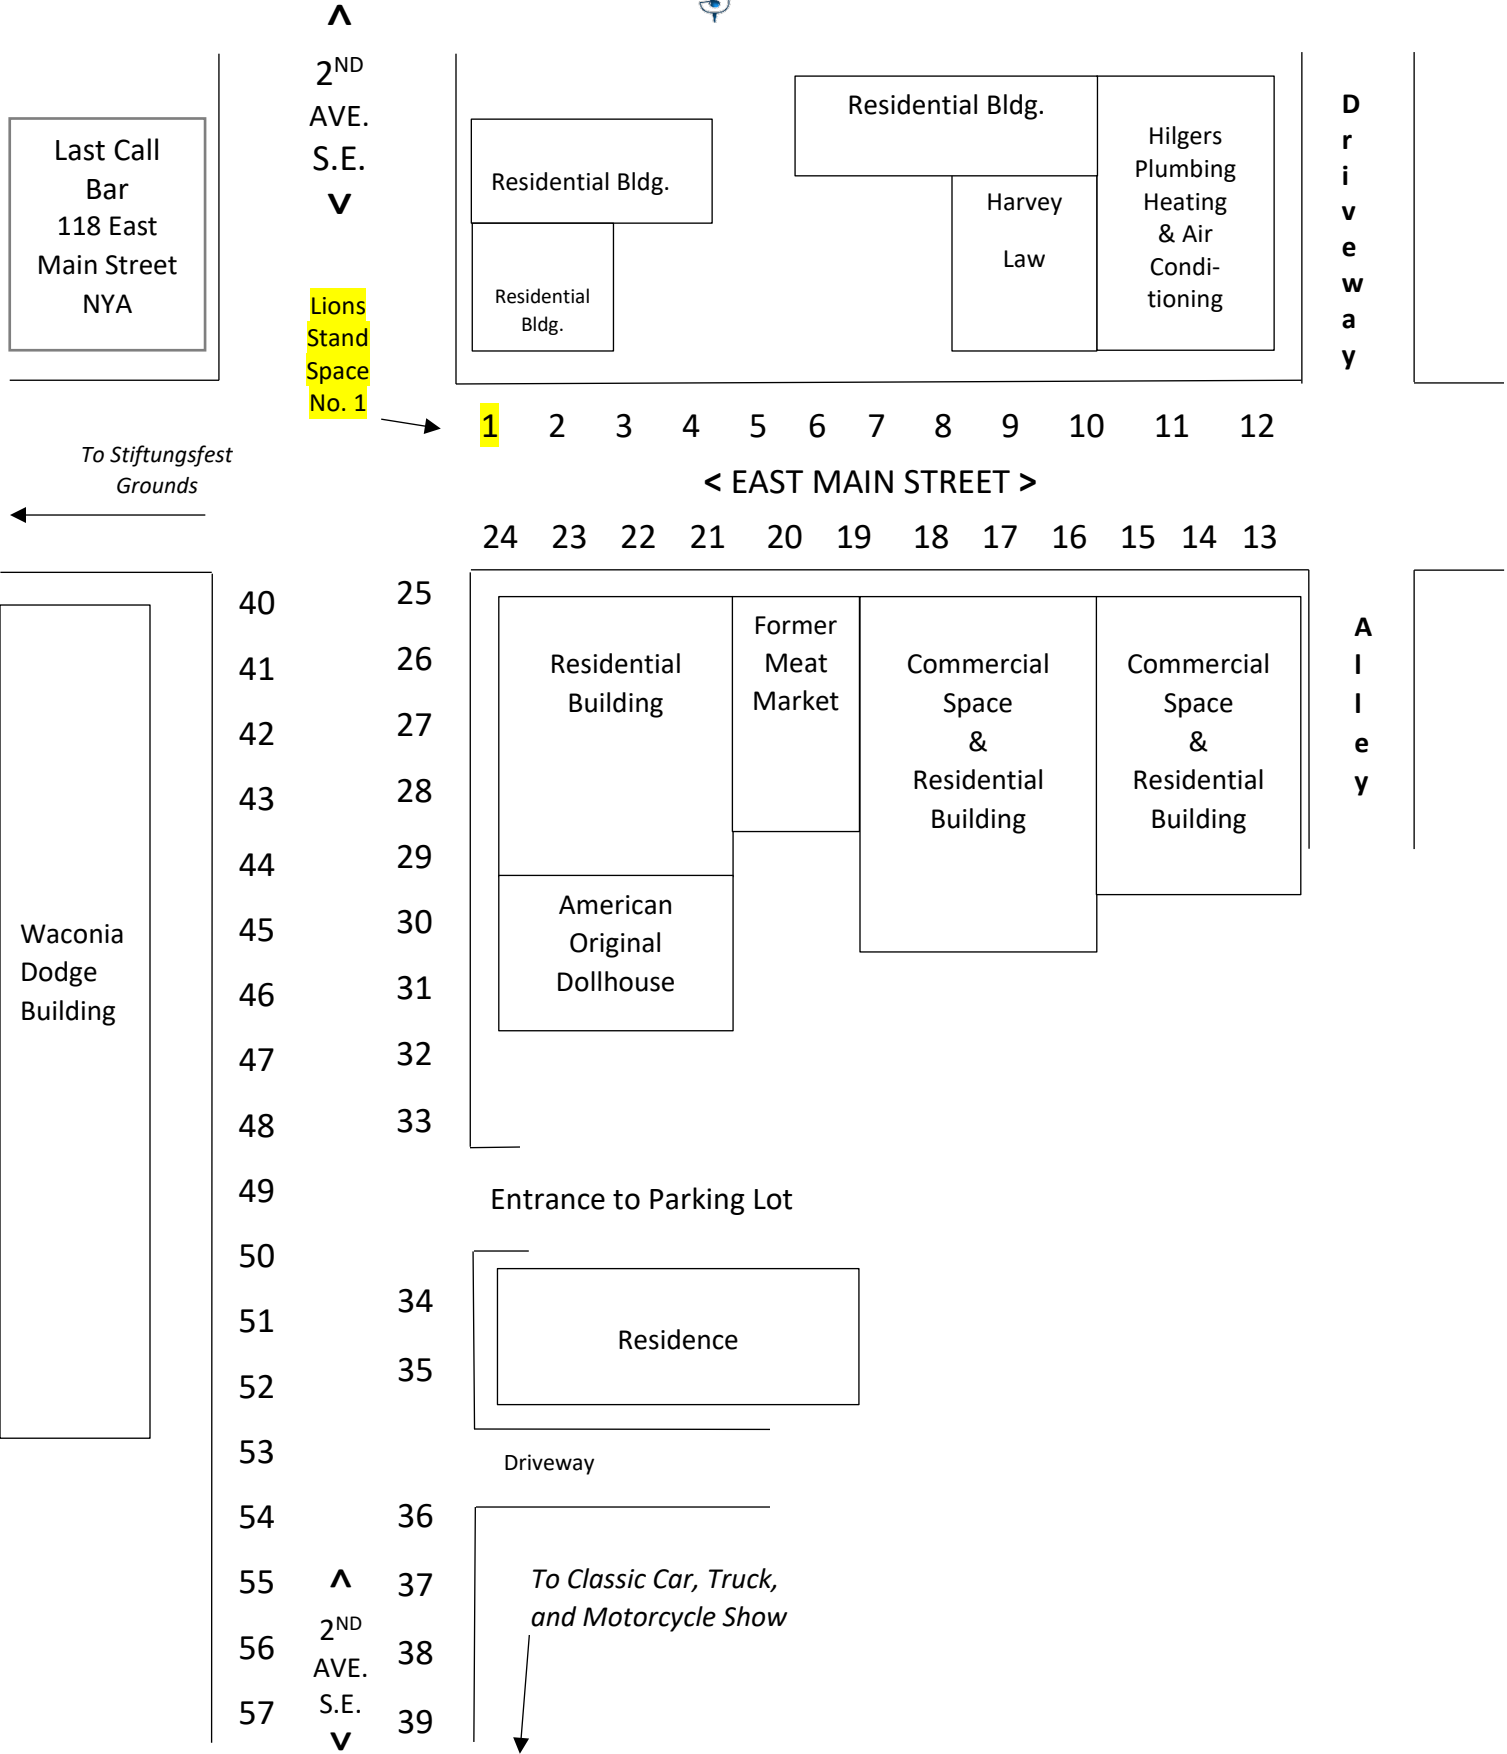 ^
2ND
AVE.
S.E.
v
Last Call
Bar
118 East
Main Street
NYA
Residential Bldg.
Residential
Bldg.
Residential Bldg.
Harvey
Law
Hilgers
Plumbing
Heating
& Air
Condi-
tioning
Driveway
Lions
Stand
Space
No. 1
1 2 3 4 5 6 7 8 9 10 11 12
To Stiftungsfest
Grounds
< EAST MAIN STREET >
24 23 22 21 20 19 18 17 16 15 14 13
40
41
42
43
44
45
46
47
48
49
50
51
52
53
54
55
56
57
25
26
27
28
29
30
31
32
33
34
35
36
37
38
39
Residential
Building
Former
Meat
Market
Commercial
Space
&
Residential
Building
Commercial
Space
&
Residential
Building
Alley
American
Original
Dollhouse
Waconia
Dodge
Building
Entrance to Parking Lot
Residence
Driveway
To Classic Car, Truck,
and Motorcycle Show
^
2ND
AVE.
S.E.
v